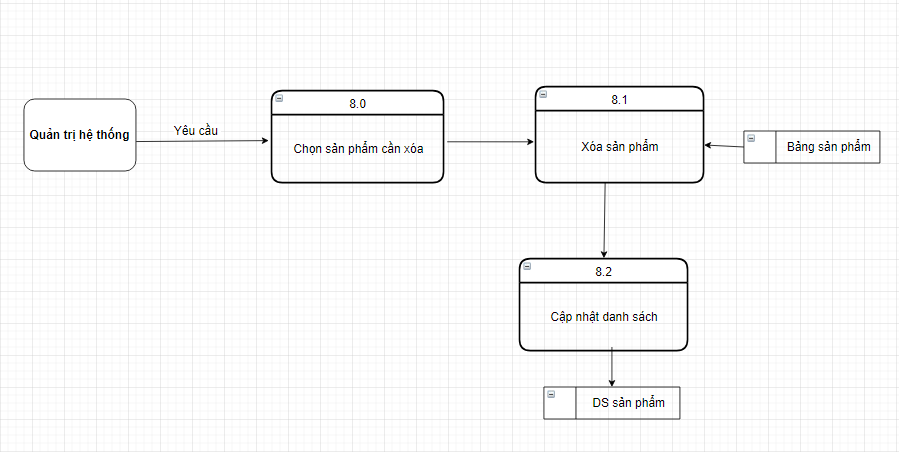 Quản trị hệ thống
Yêu cầu
8.0
Chọn sản phẩm cần xóa
8.1
Xóa sản phẩm
Bảng sản phẩm
8.2
Cập nhật danh sách
DS sản phẩm